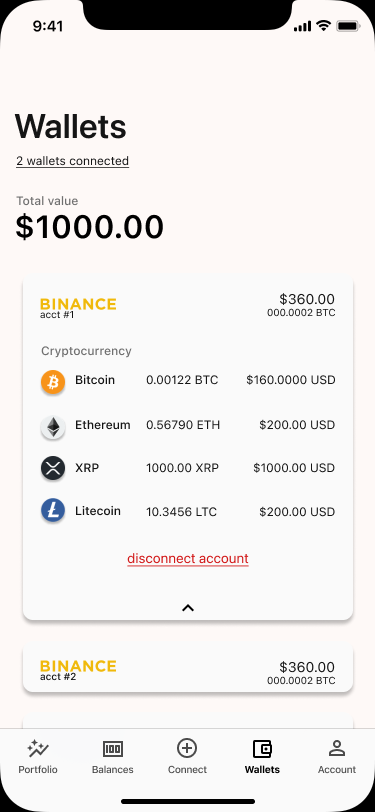 9:41
Wallets
2 wallets connected
Total value
$1000.00
BINANCE
acct #1
$360.00
000.0002 BTC
Cryptocurrency
Bitcoin 0.00122 BTC $160.0000 USD
Ethereum 0.56790 ETH $200.00 USD
XRP 1000.00 XRP $1000.00 USD
Litecoin 10.3456 LTC $200.00 USD
disconnect account
BINANCE
acct #2
$360.00
000.0002 BTC
Portfolio Balances Connect Wallets Account